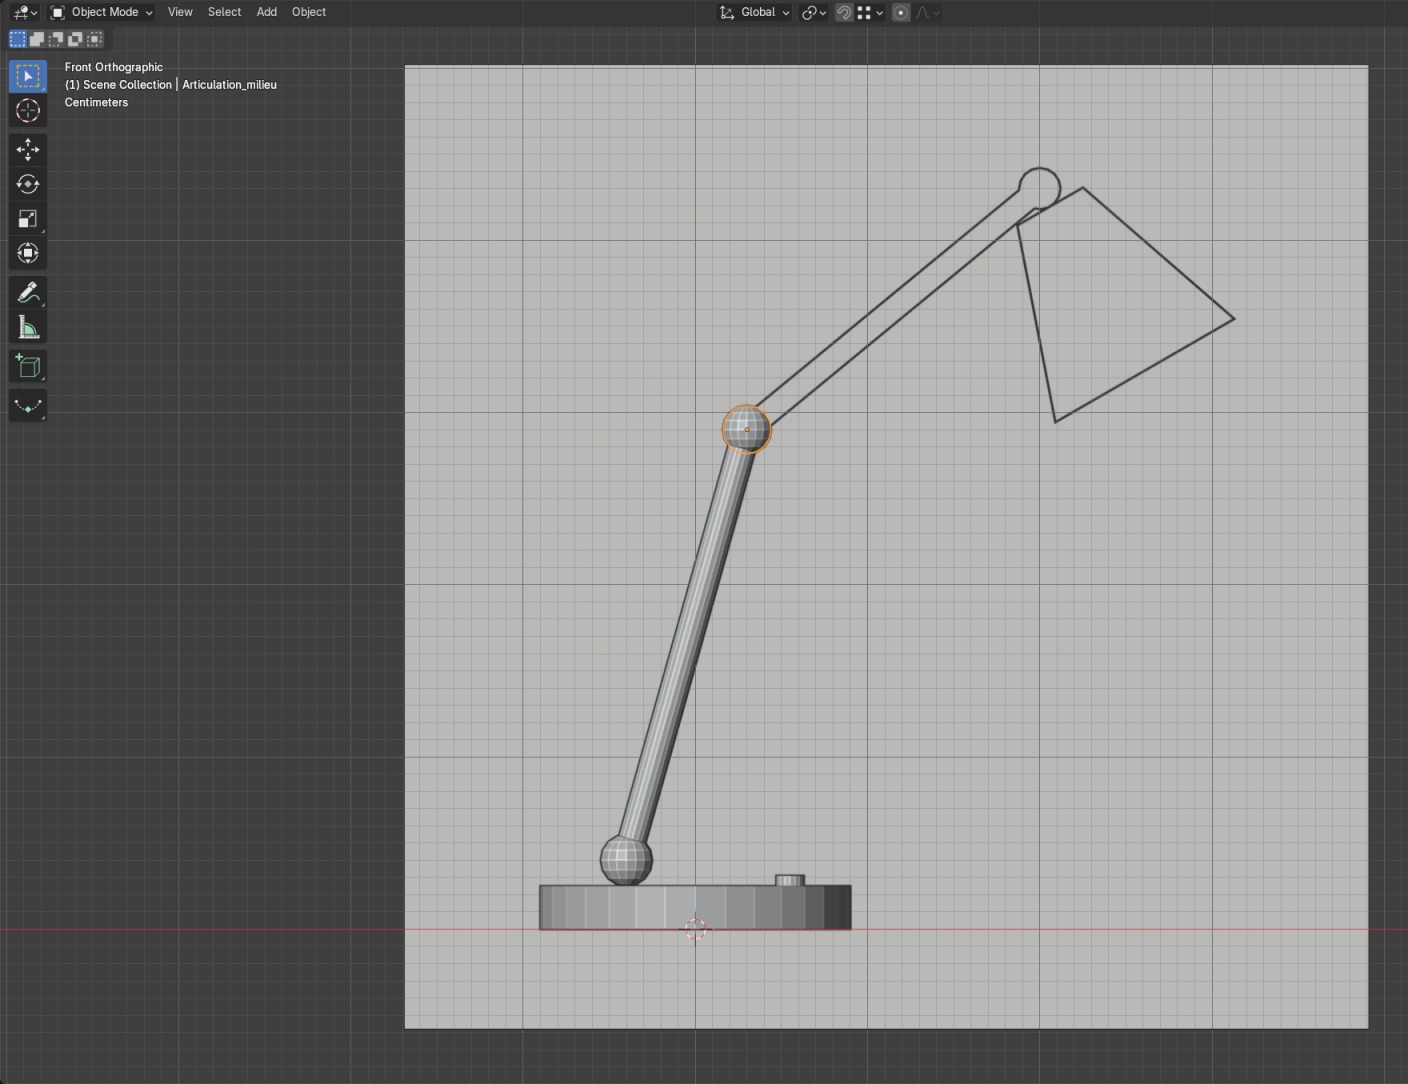 Object Mode View Select Add Object Global
Front Orthographic
(1) Scene Collection | Articulation_milieu
Centimeters